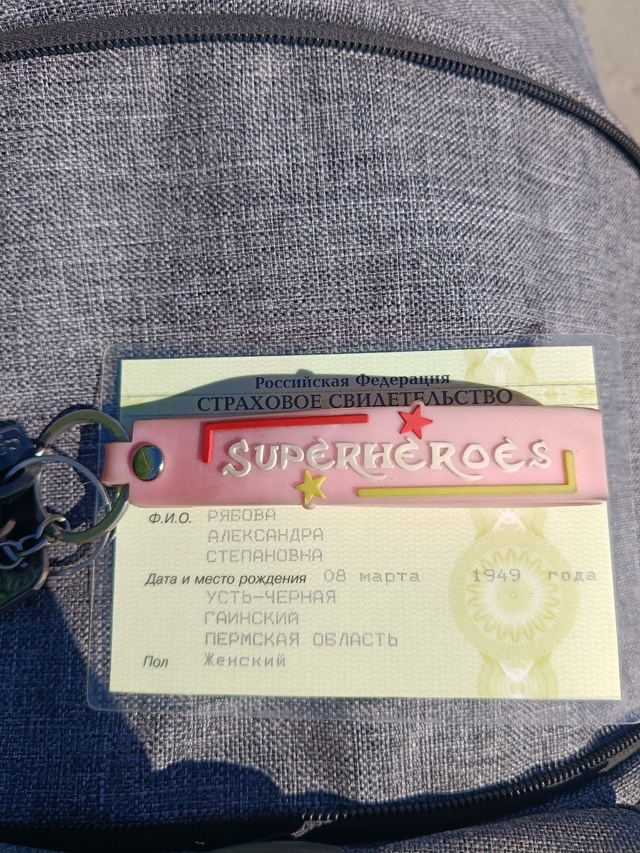 Российская Федерация
СТРАХОВОЕ СВИДЕТЕЛЬСТВО
SUPERHEROES
Ф.И.О. РЯБОВА
АЛЕКСАНДРА
СТЕПАНОВНА
Дата и место рождения 08 марта 1949 года
УСТЬ-ЧЕРНАЯ
ГАИНСКИЙ
ПЕРМСКАЯ ОБЛАСТЬ
Пол Женский